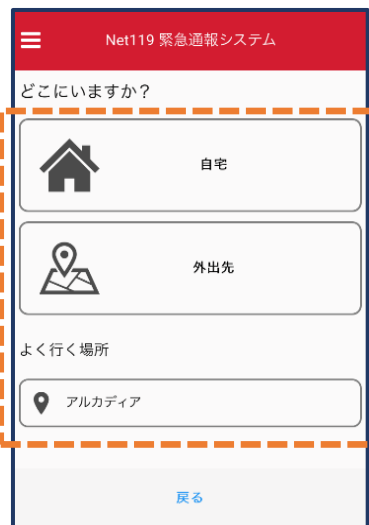 Net119 緊急通報システム
どこにいますか？
自宅
外出先
よく行く場所
アルカディア
戻る